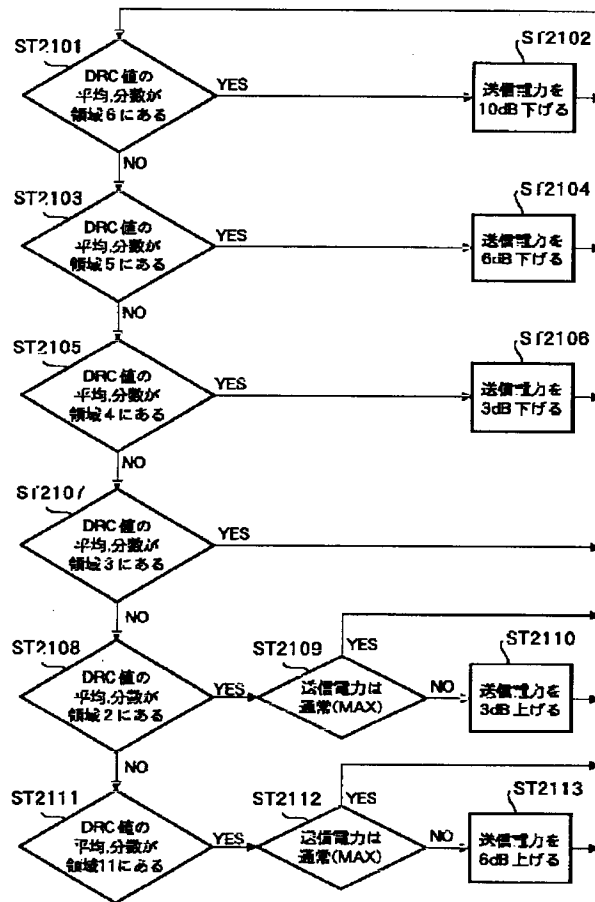 ST2101
DRC値の
平均,分散が
領域6にある
YES
ST2102
送信電力を
10dB下げる
NO
ST2103
DRC値の
平均,分散が
領域5にある
YES
ST2104
送信電力を
6dB下げる
NO
ST2105
DRC値の
平均,分散が
領域4にある
YES
ST2106
送信電力を
3dB下げる
NO
ST2107
DRC値の
平均,分散が
領域3にある
YES
NO
ST2108
DRC値の
平均,分散が
領域2にある
YES
ST2109
送信電力は
通常(MAX)
YES
NO
ST2110
送信電力を
3dB上げる
NO
ST2111
DRC値の
平均,分散が
領域11にある
YES
ST2112
送信電力は
通常(MAX)
YES
NO
ST2113
送信電力を
6dB上げる